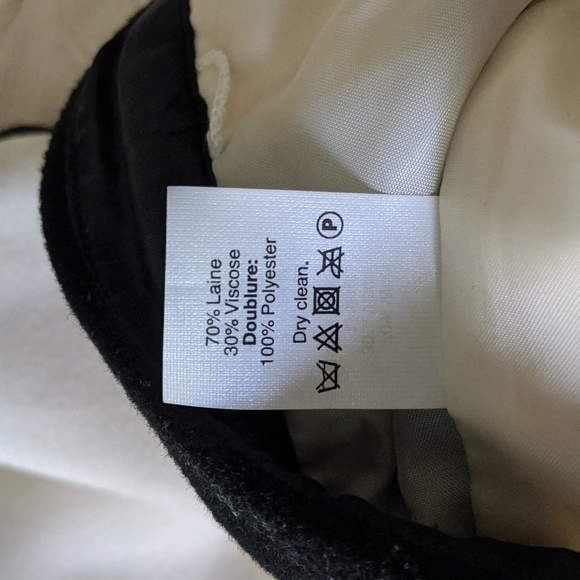 70% Laine
30% Viscose
Doublure:
100% Polyester
Dry clean.
P